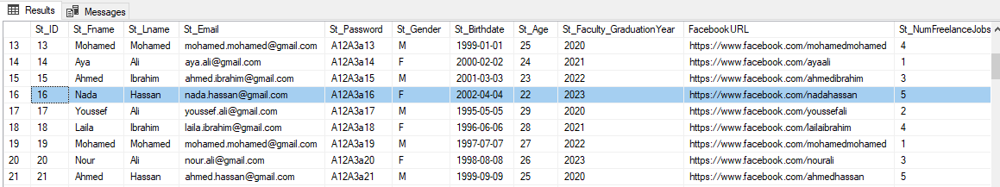 Results Messages
St_ID St_Fname St_Lname St_Email St_Password St_Gender St_Birthdate St_Age St_Faculty_GraduationYear FacebookURL St_NumFreelanceJobs
13 13 Mohamed Mohamed mohamed.mohamed@gmail.com A12A3a13 M 1999-01-01 25 2020 https://www.facebook.com/mohamedmohamed 4
14 14 Aya Ali aya.ali@gmail.com A12A3a14 F 2000-02-02 24 2021 https://www.facebook.com/ayaali 1
15 15 Ahmed Ibrahim ahmed.ibrahim@gmail.com A12A3a15 M 2001-03-03 23 2022 https://www.facebook.com/ahmedibrahim 3
16 16 Nada Hassan nada.hassan@gmail.com A12A3a16 F 2002-04-04 22 2023 https://www.facebook.com/nadahassan 5
17 17 Youssef Ali youssef.ali@gmail.com A12A3a17 M 1995-05-05 29 2020 https://www.facebook.com/youssefali 2
18 18 Laila Ibrahim laila.ibrahim@gmail.com A12A3a18 F 1996-06-06 28 2021 https://www.facebook.com/lailaibrahim 4
19 19 Mohamed Mohamed mohamed.mohamed@gmail.com A12A3a19 M 1997-07-07 27 2022 https://www.facebook.com/mohamedmohamed 1
20 20 Nour Ali nour.ali@gmail.com A12A3a20 F 1998-08-08 26 2023 https://www.facebook.com/nourali 3
21 21 Ahmed Hassan ahmed.hassan@gmail.com A12A3a21 M 1999-09-09 25 2020 https://www.facebook.com/ahmedhassan 5